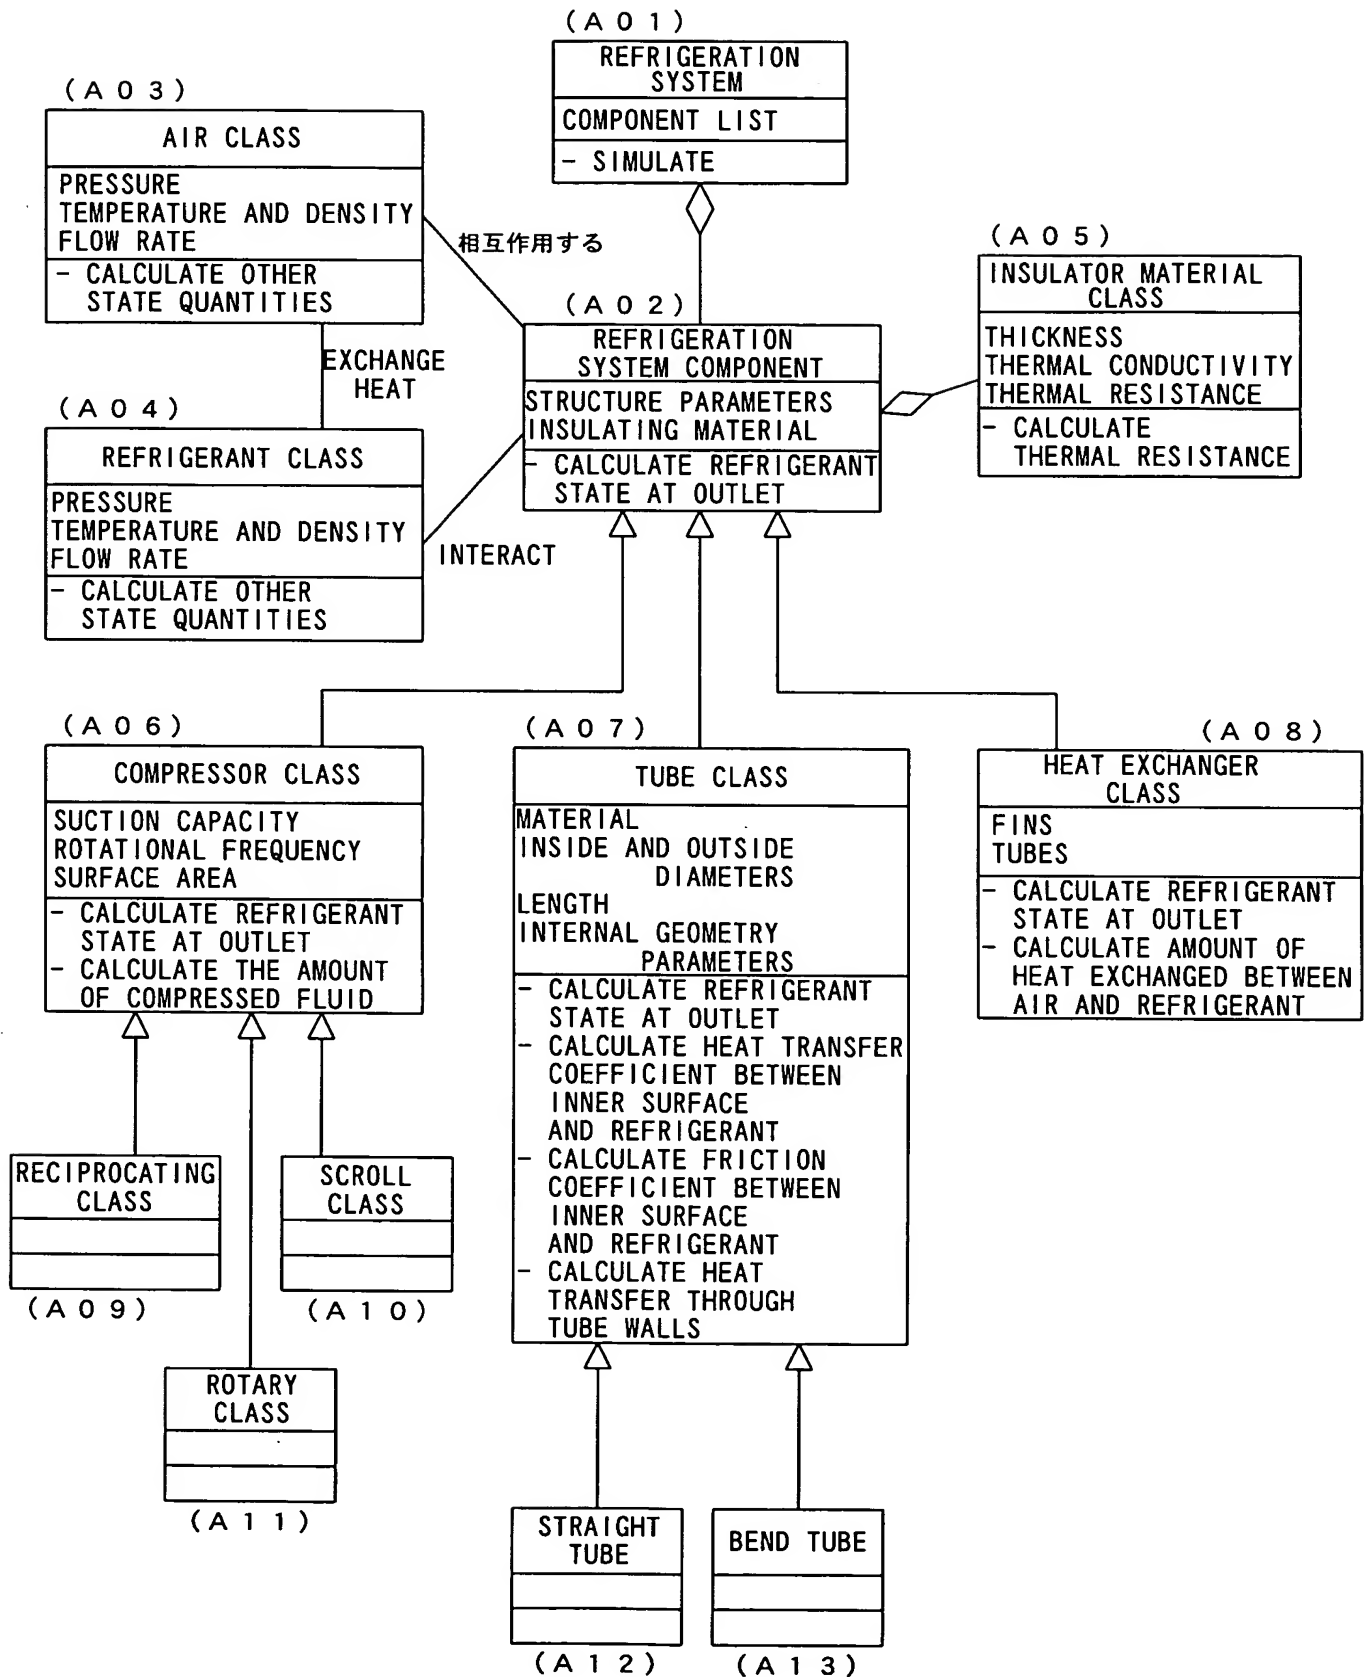 (A01)
REFRIGERATION
SYSTEM
COMPONENT LIST
- SIMULATE
(A03)
AIR CLASS
PRESSURE
TEMPERATURE AND DENSITY
FLOW RATE
- CALCULATE OTHER
STATE QUANTITIES
相互作用する
EXCHANGE
HEAT
(A02)
REFRIGERATION
SYSTEM COMPONENT
STRUCTURE PARAMETERS
INSULATING MATERIAL
- CALCULATE REFRIGERANT
STATE AT OUTLET
(A05)
INSULATOR MATERIAL
CLASS
THICKNESS
THERMAL CONDUCTIVITY
THERMAL RESISTANCE
- CALCULATE
THERMAL RESISTANCE
(A04)
REFRIGERANT CLASS
PRESSURE
TEMPERATURE AND DENSITY
FLOW RATE
- CALCULATE OTHER
STATE QUANTITIES
INTERACT
(A06)
COMPRESSOR CLASS
SUCTION CAPACITY
ROTATIONAL FREQUENCY
SURFACE AREA
- CALCULATE REFRIGERANT
STATE AT OUTLET
- CALCULATE THE AMOUNT
OF COMPRESSED FLUID
(A07)
TUBE CLASS
MATERIAL
INSIDE AND OUTSIDE
DIAMETERS
LENGTH
INTERNAL GEOMETRY
PARAMETERS
- CALCULATE REFRIGERANT
STATE AT OUTLET
- CALCULATE HEAT TRANSFER
COEFFICIENT BETWEEN
INNER SURFACE
AND REFRIGERANT
- CALCULATE FRICTION
COEFFICIENT BETWEEN
INNER SURFACE
AND REFRIGERANT
- CALCULATE HEAT
TRANSFER THROUGH
TUBE WALLS
(A08)
HEAT EXCHANGER
CLASS
FINS
TUBES
- CALCULATE REFRIGERANT
STATE AT OUTLET
- CALCULATE AMOUNT OF
HEAT EXCHANGED BETWEEN
AIR AND REFRIGERANT
RECIPROCATING
CLASS
(A09)
SCROLL
CLASS
(A10)
ROTARY
CLASS
(A11)
STRAIGHT
TUBE
(A12)
BEND TUBE
(A13)